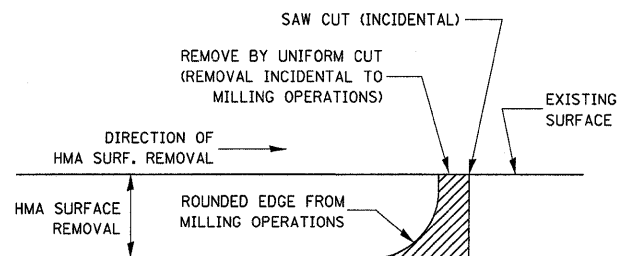 SAW CUT (INCIDENTAL)
REMOVE BY UNIFORM CUT
(REMOVAL INCIDENTAL TO
MILLING OPERATIONS)
EXISTING
SURFACE
DIRECTION OF
HMA SURF. REMOVAL
HMA SURFACE
REMOVAL
ROUNDED EDGE FROM
MILLING OPERATIONS